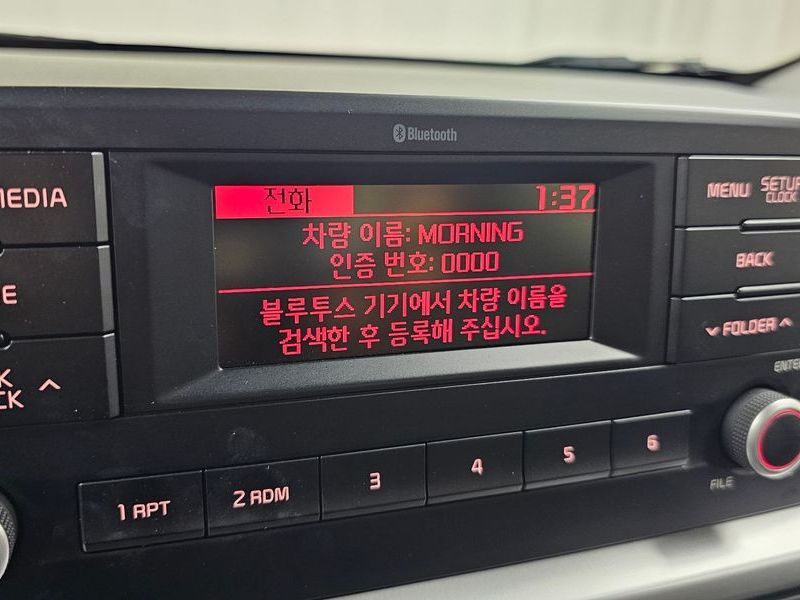 Bluetooth
MEDIA
전화 1:37
차량 이름: MORNING
인증 번호: 0000
블루투스 기기에서 차량 이름을
검색한 후 등록해 주십시오.
MENU
SETUP
CLOCK
BACK
FOLDER
ENTER
FILE
1 RPT
2 RDM
3
4
5
6